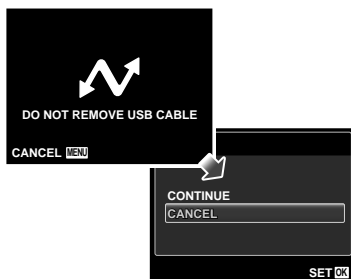 DO NOT REMOVE USB CABLE
CANCEL MENU
CONTINUE
CANCEL
SET OK